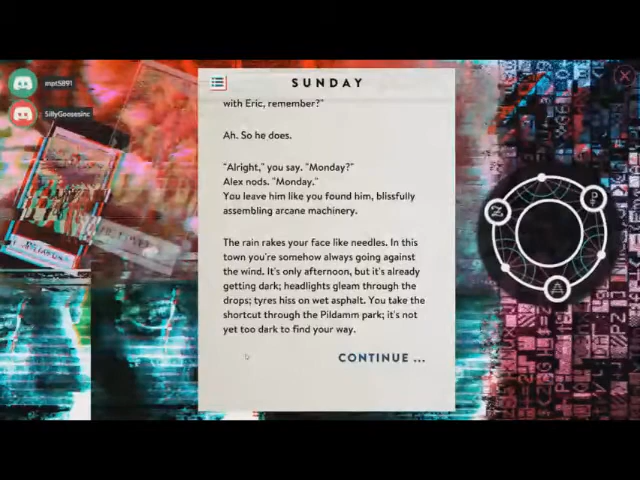 mpt5891
SillyGoosesinc
SUNDAY
with Eric, remember?"
Ah. So he does.
"Alright," you say. "Monday?"
Alex nods. "Monday."
You leave him like you found him, blissfully
assembling arcane machinery.
The rain rakes your face like needles. In this
town you're somehow always going against
the wind. It's only afternoon, but it's already
getting dark; headlights gleam through the
drops; tyres hiss on wet asphalt. You take the
shortcut through the Pildamm park; it's not
yet too dark to find your way.
CONTINUE ...